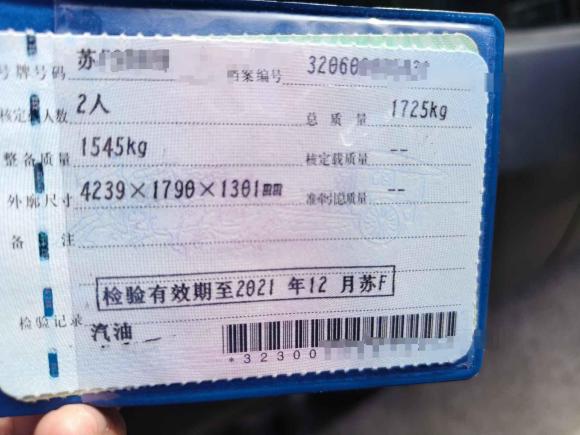 号牌号码 苏 档案编号 32060
核定载人数 2人 总质量 1725kg
整备质量 1545kg 核定载质量 --
外廓尺寸 4239×1790×1301mm 准牵引总质量 --
备注
检验有效期至2021 年12 月苏F
检验记录
汽油
*32300